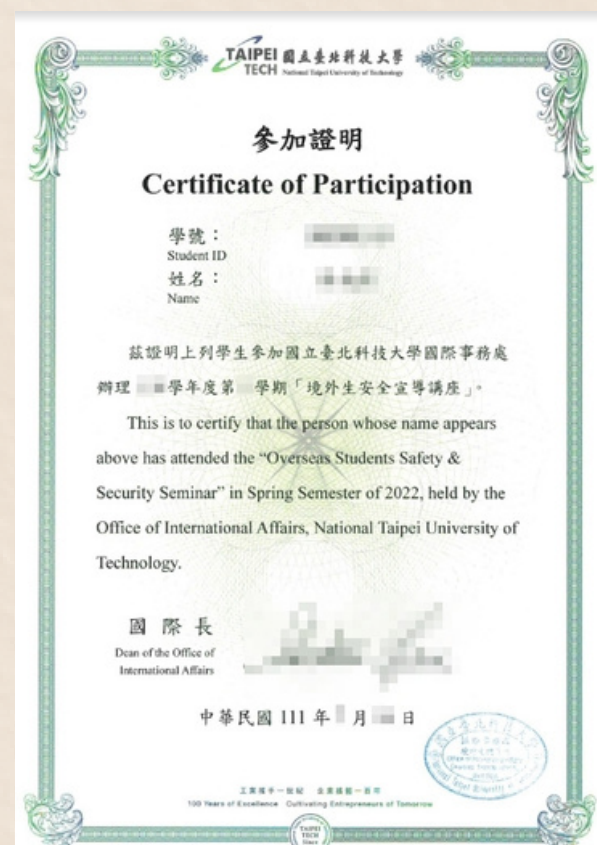 TAIPEI TECH 國立臺北科技大學
National Taipei University of Technology
參加證明
Certificate of Participation
學號：
Student ID
姓名：
Name
茲證明上列學生參加國立臺北科技大學國際事務處
辦理 學年度第 學期「境外生安全宣導講座」。
This is to certify that the person whose name appears
above has attended the “Overseas Students Safety &
Security Seminar” in Spring Semester of 2022, held by the
Office of International Affairs, National Taipei University of
Technology.
國際長
Dean of the Office of
International Affairs
中華民國 111 年 月 日
100 Years of Excellence Cultivating Entrepreneurs of Tomorrow
TAIPEI
TECH
Since